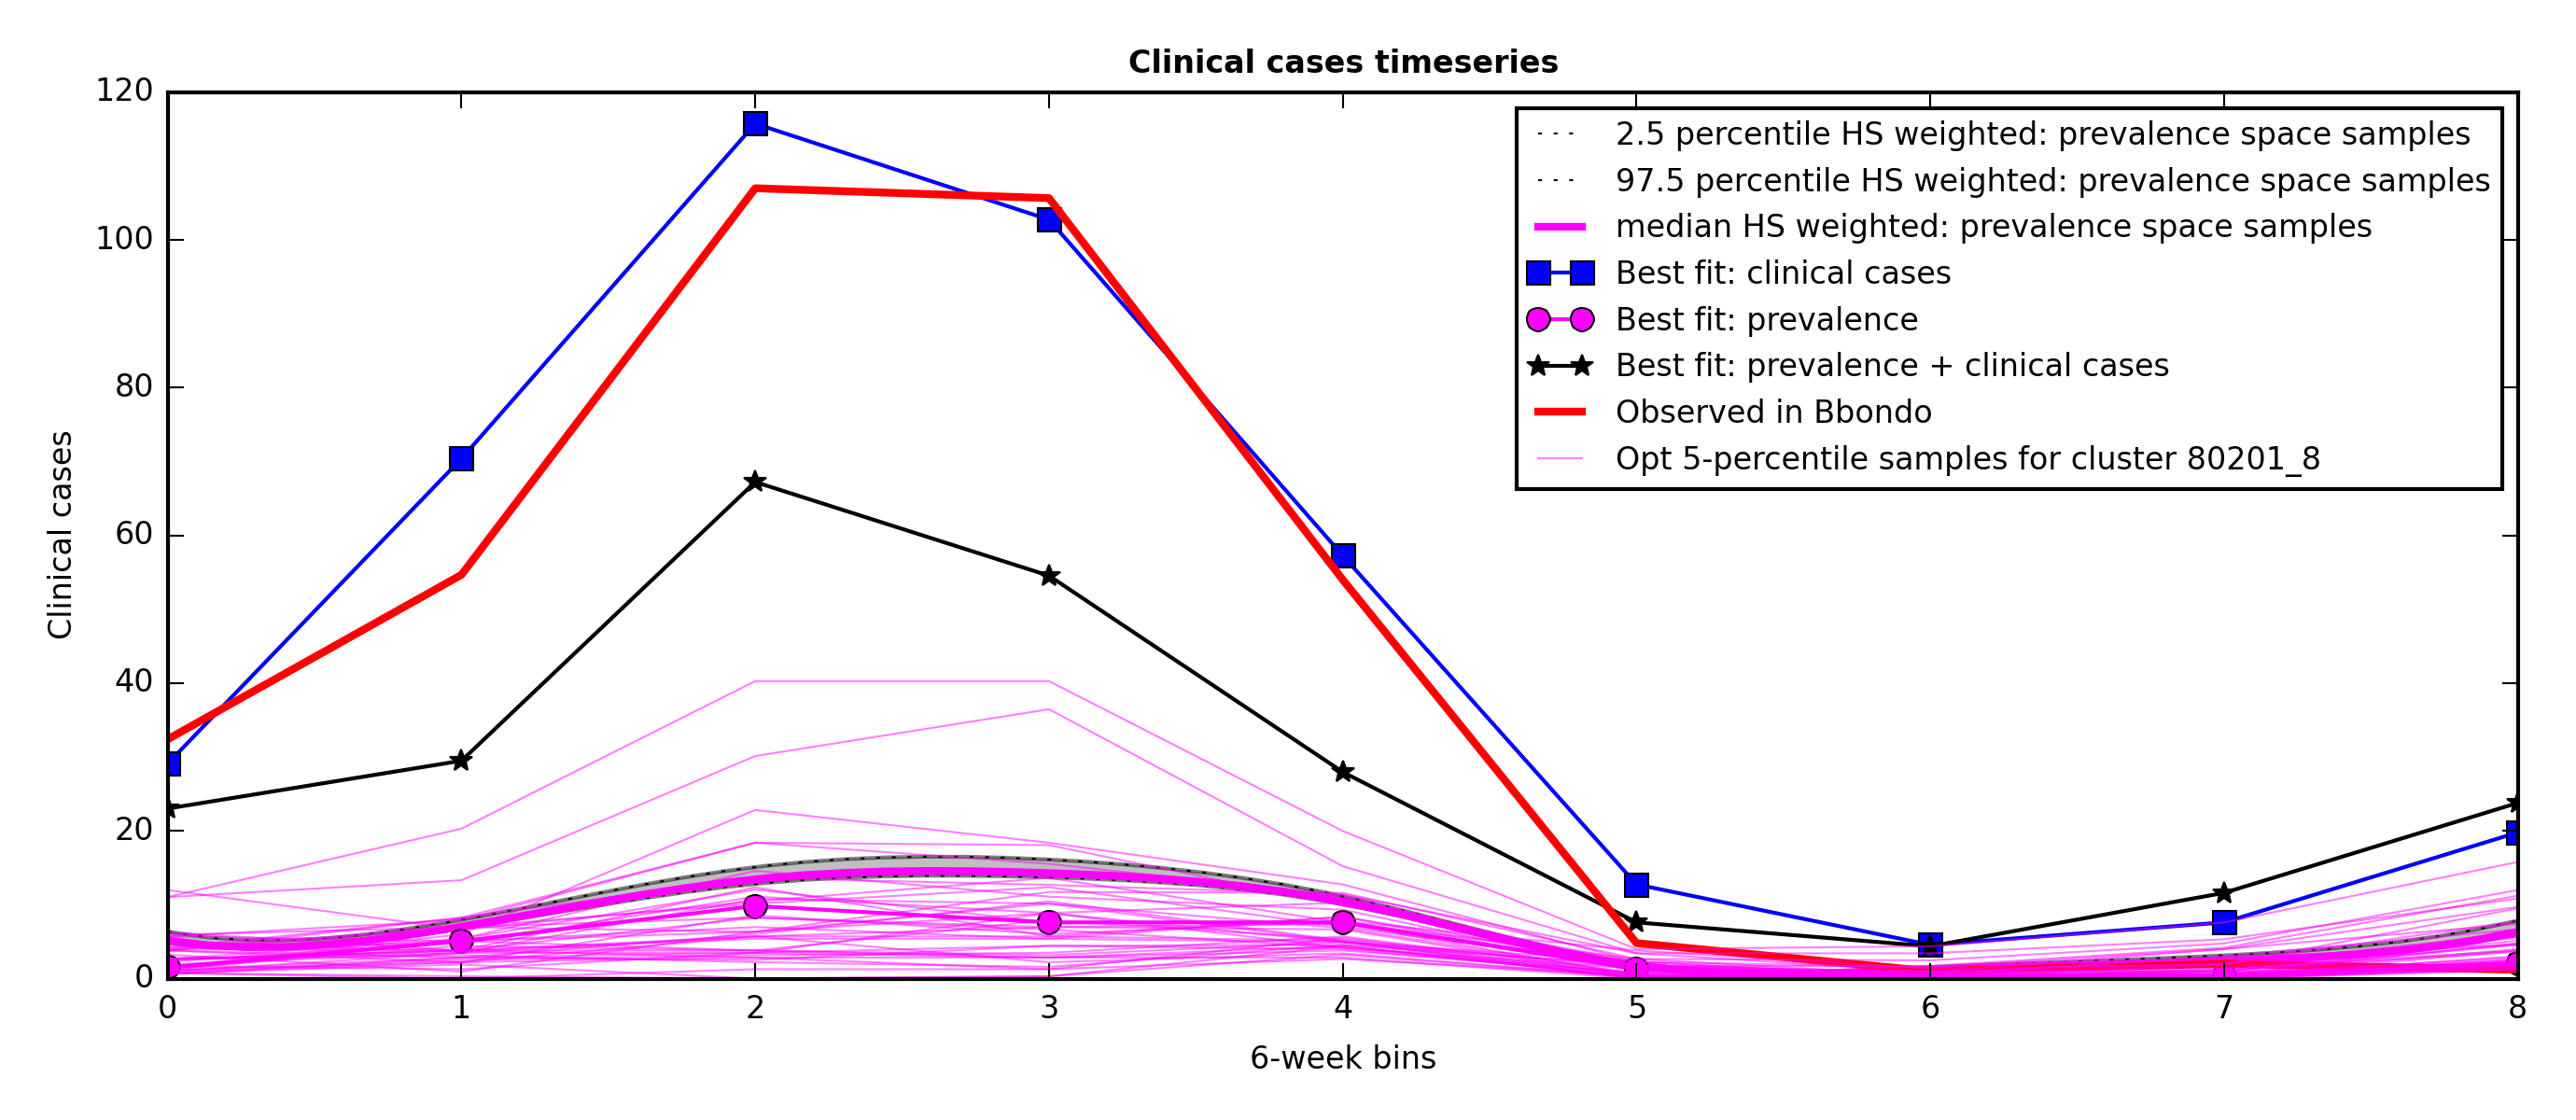 Clinical cases timeseries
120
100
80
60
40
20
0
Clinical cases
2.5 percentile HS weighted: prevalence space samples
97.5 percentile HS weighted: prevalence space samples
median HS weighted: prevalence space samples
Best fit: clinical cases
Best fit: prevalence
Best fit: prevalence + clinical cases
Observed in Bbondo
Opt 5-percentile samples for cluster 80201_8
0 1 2 3 4 5 6 7 8
6-week bins